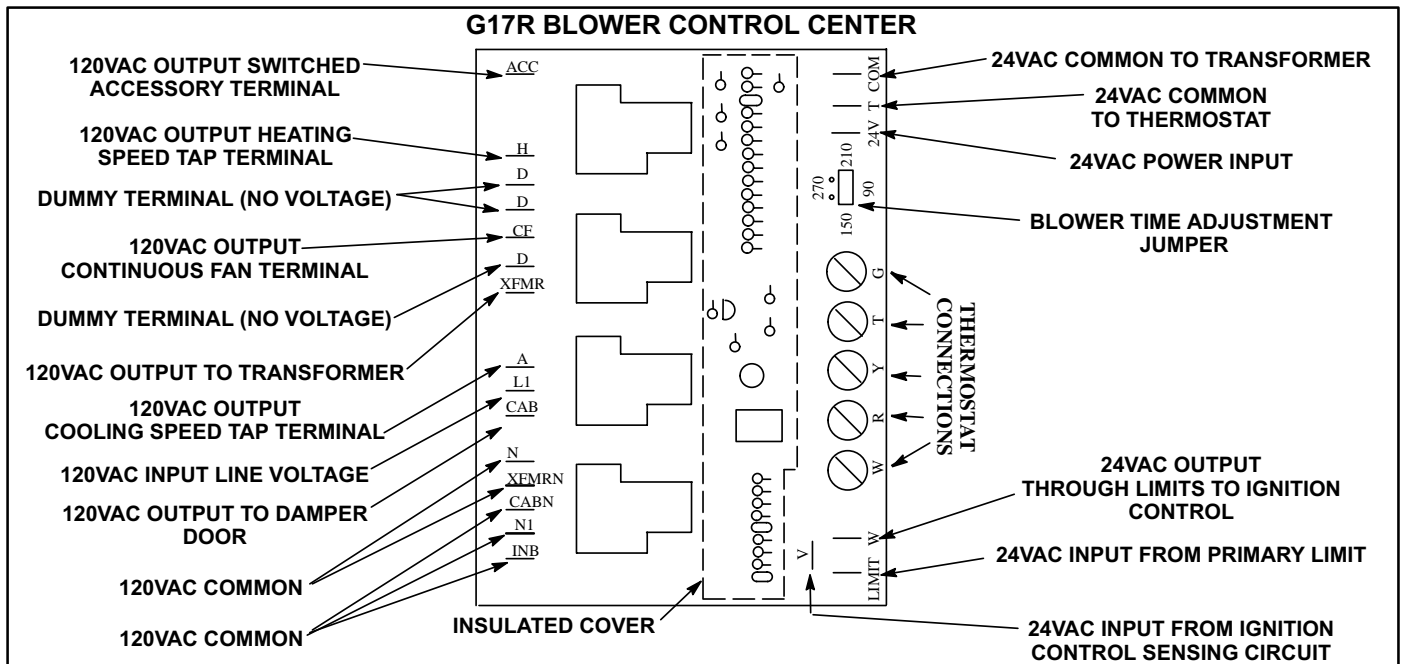 G17R BLOWER CONTROL CENTER
120VAC OUTPUT SWITCHED
ACCESSORY TERMINAL
120VAC OUTPUT HEATING
SPEED TAP TERMINAL
DUMMY TERMINAL (NO VOLTAGE)
120VAC OUTPUT
CONTINUOUS FAN TERMINAL
DUMMY TERMINAL (NO VOLTAGE)
120VAC OUTPUT TO TRANSFORMER
120VAC OUTPUT
COOLING SPEED TAP TERMINAL
120VAC INPUT LINE VOLTAGE
120VAC OUTPUT TO DAMPER
DOOR
120VAC COMMON
120VAC COMMON
ACC
H
D
D
CF
D
XFMR
A
L1
CAB
N
XFMRN
CABN
N1
INB
INSULATED COVER
COM
T
24V
210
270
90
150
G
T
Y
R
W
THERMOSTAT
CONNECTIONS
V
W
LIMIT
24VAC COMMON TO TRANSFORMER
24VAC COMMON
TO THERMOSTAT
24VAC POWER INPUT
BLOWER TIME ADJUSTMENT
JUMPER
24VAC OUTPUT
THROUGH LIMITS TO IGNITION
CONTROL
24VAC INPUT FROM PRIMARY LIMIT
24VAC INPUT FROM IGNITION
CONTROL SENSING CIRCUIT